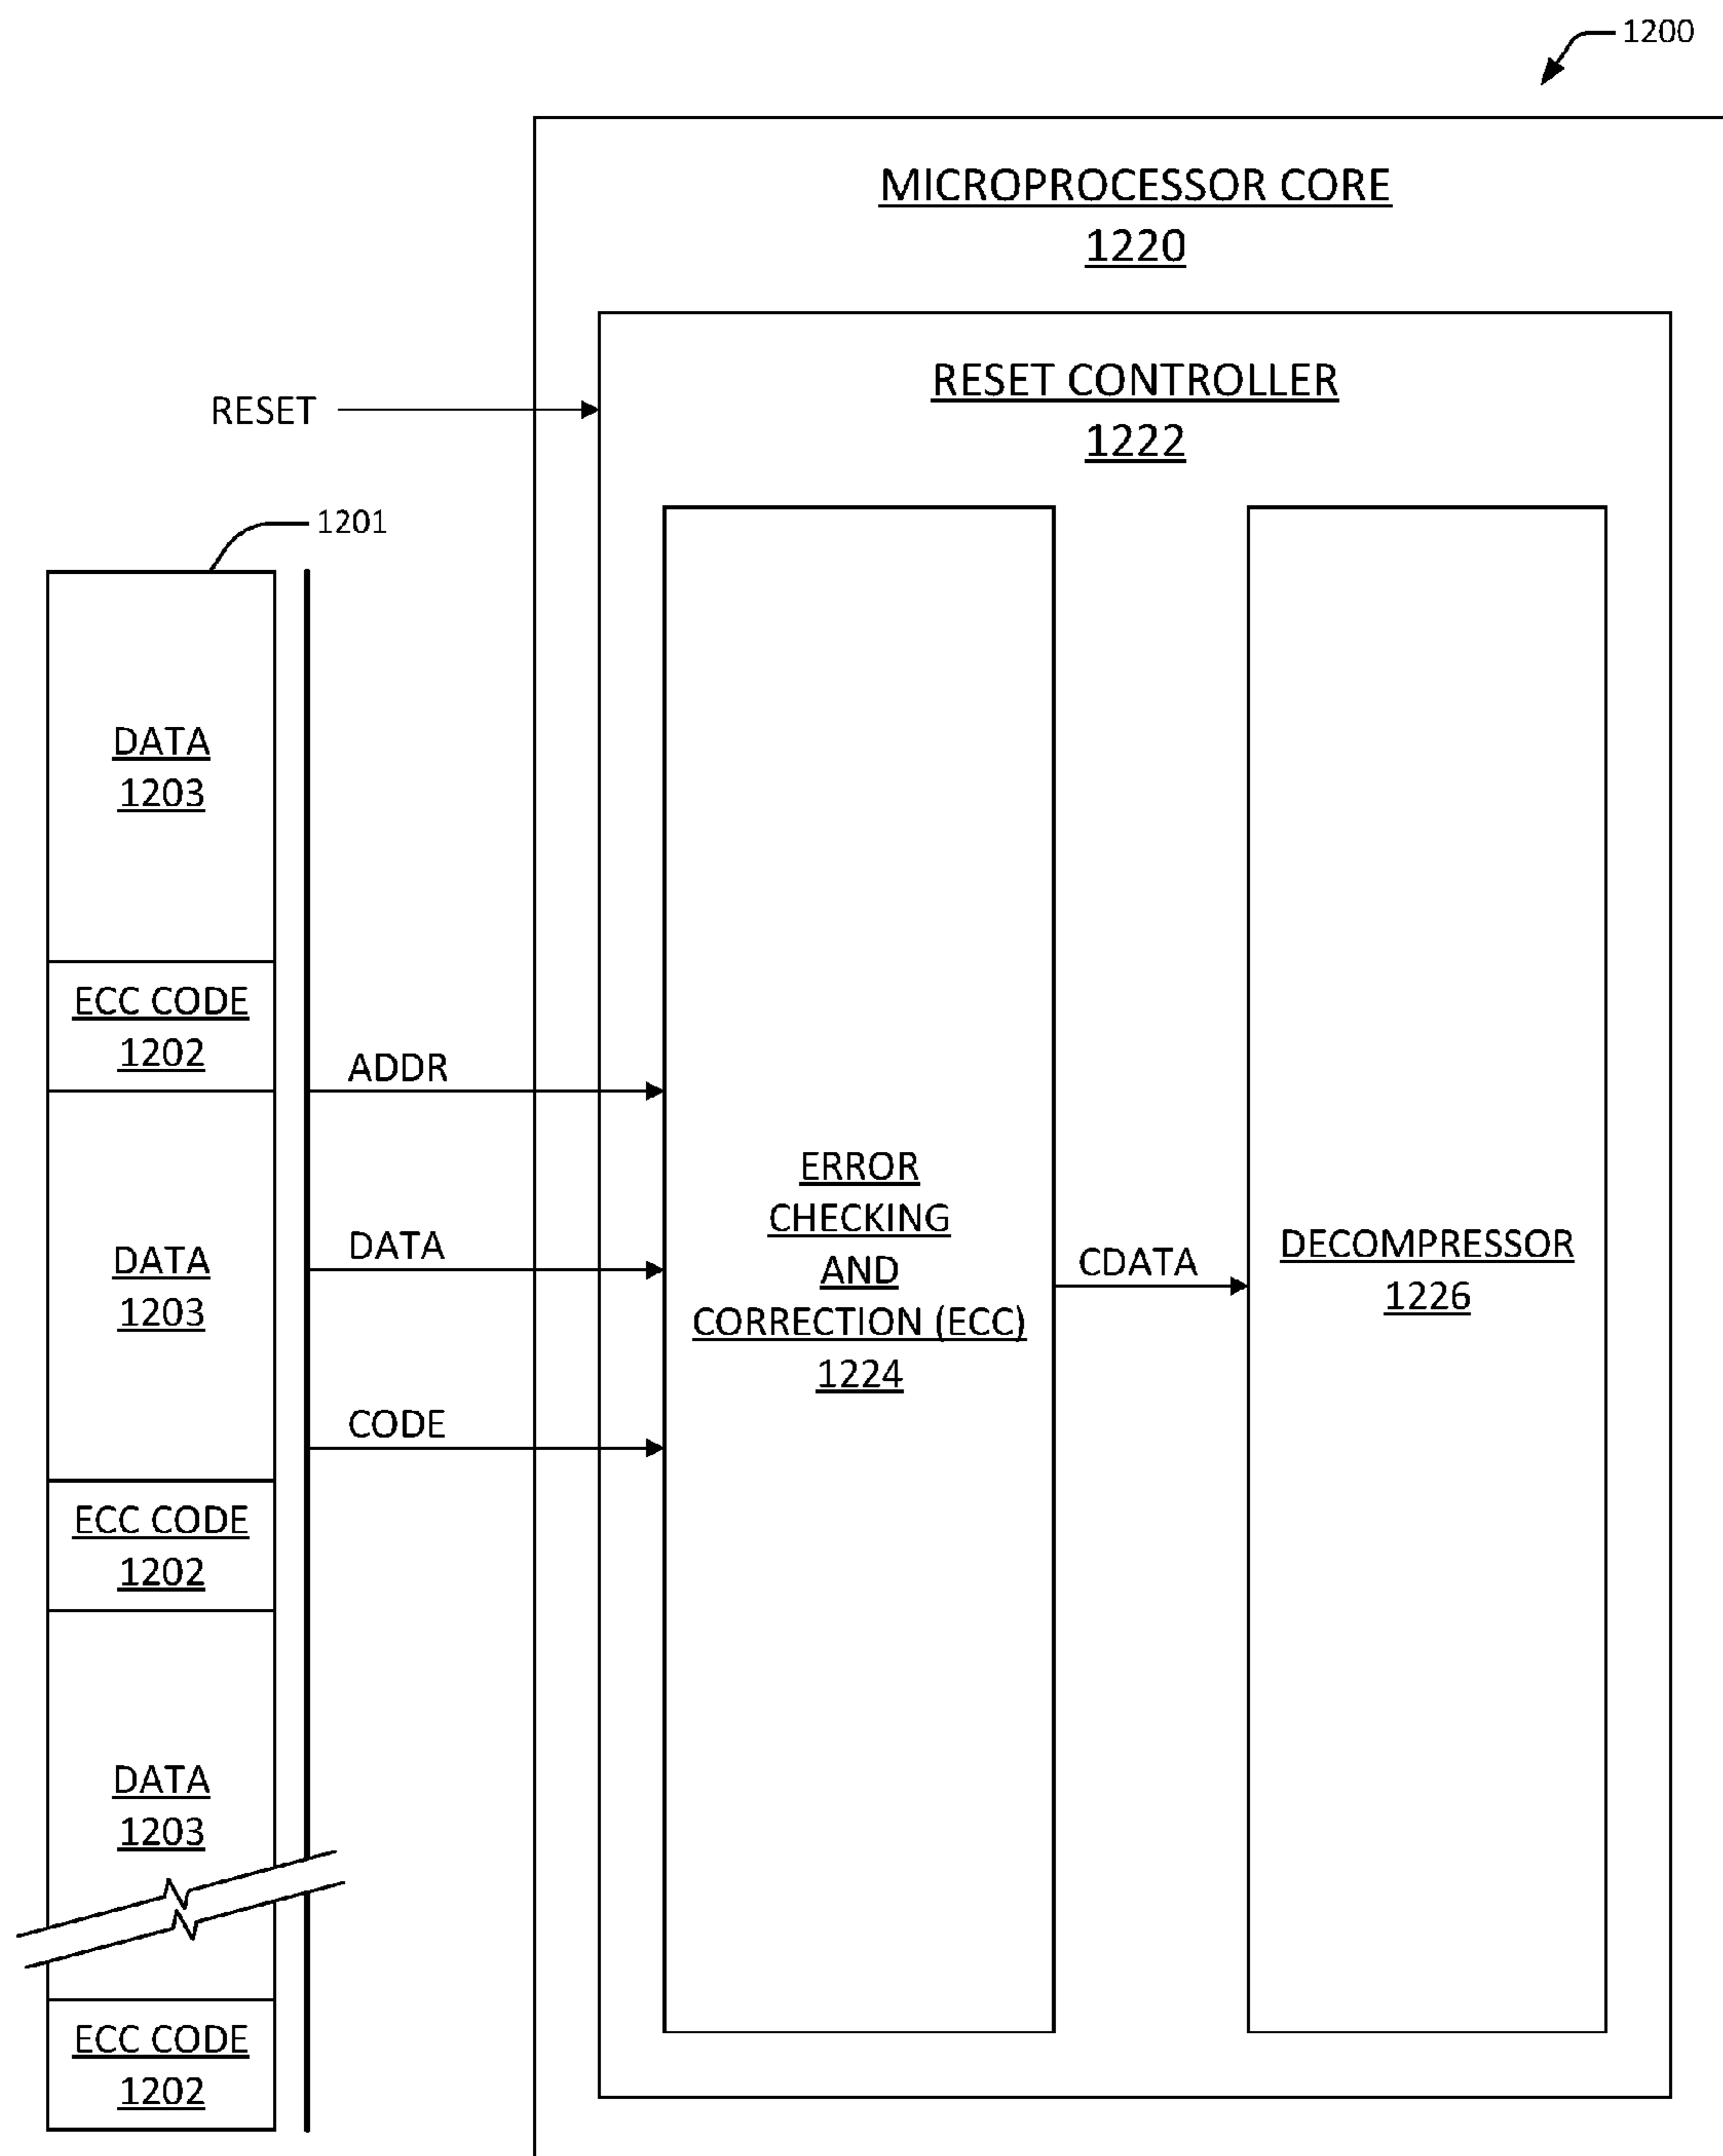 1200
MICROPROCESSOR CORE
1220
RESET CONTROLLER
1222
RESET
1201
DATA
1203
ECC CODE
1202
ADDR
DATA
1203
DATA
CODE
ERROR
CHECKING
AND
CORRECTION (ECC)
1224
CDATA
DECOMPRESSOR
1226
ECC CODE
1202
DATA
1203
ECC CODE
1202